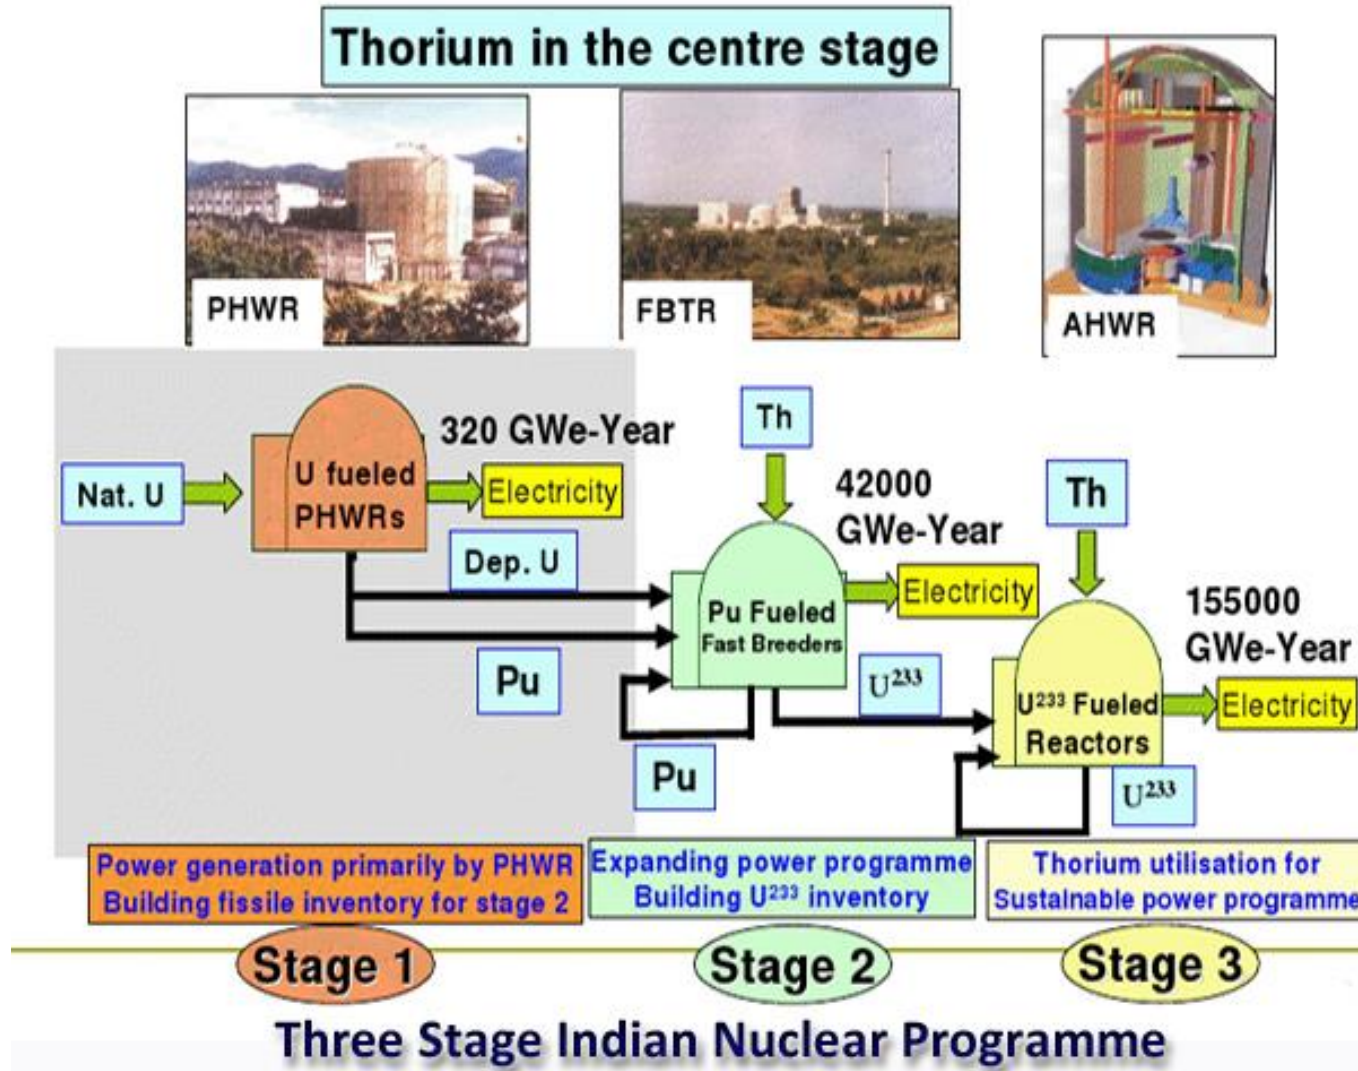 Thorium in the centre stage
PHWR
FBTR
AHWR
Nat. U
U fueled
PHWRs
320 GWe-Year
Electricity
Dep. U
Pu
Th
Pu Fueled
Fast Breeders
42000
GWe-Year
Electricity
Pu
U²³³
Th
U²³³ Fueled
Reactors
155000
GWe-Year
Electricity
U²³³
Power generation primarily by PHWR
Building fissile inventory for stage 2
Expanding power programme
Building U²³³ inventory
Thorium utilisation for
Sustainable power programme
Stage 1
Stage 2
Stage 3
Three Stage Indian Nuclear Programme